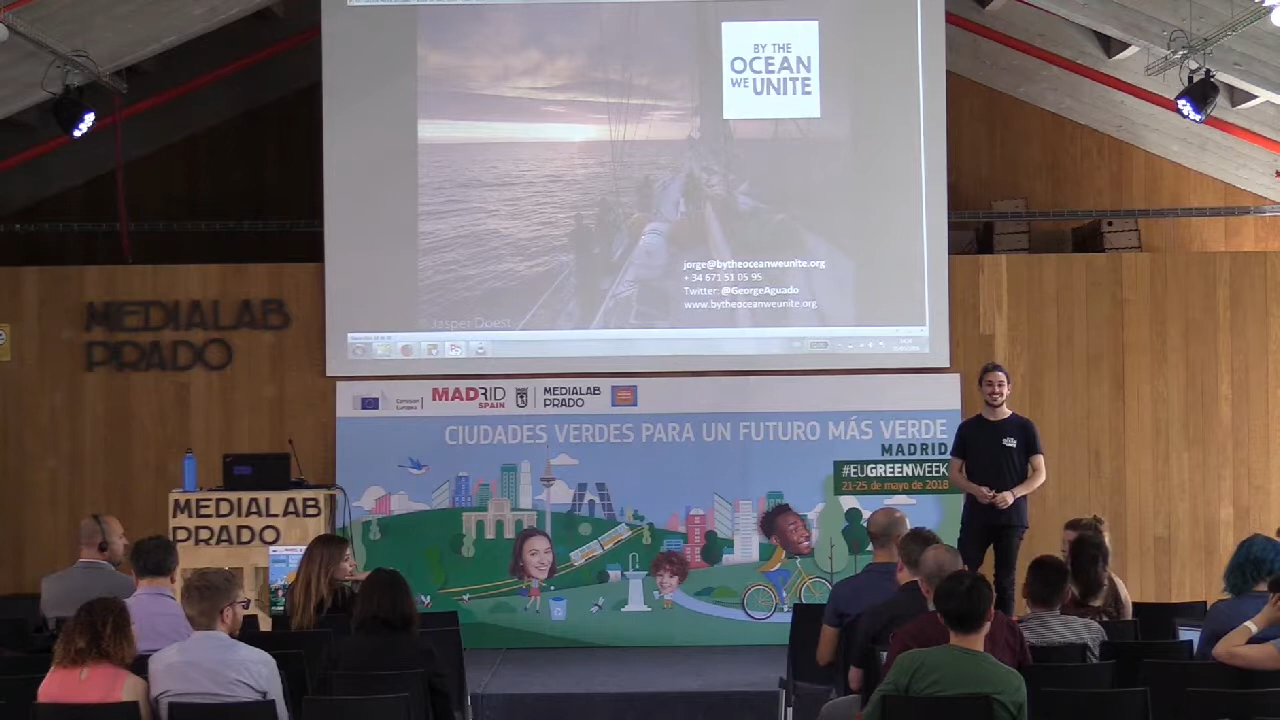 BY THE
OCEAN
WE UNITE
jorge@bytheoceanweunite.org
+ 34 671 51 05 95
Twitter: @GeorgeAguado
www.bytheoceanweunite.org
©Jasper Doest
MEDIALAB
PRADO
MADRID
SPAIN
MEDIALAB
PRADO
CIUDADES VERDES PARA UN FUTURO MÁS VERDE
MADRID
#EUGREENWEEK
21-25 de mayo de 2018
MEDIALAB
PRADO